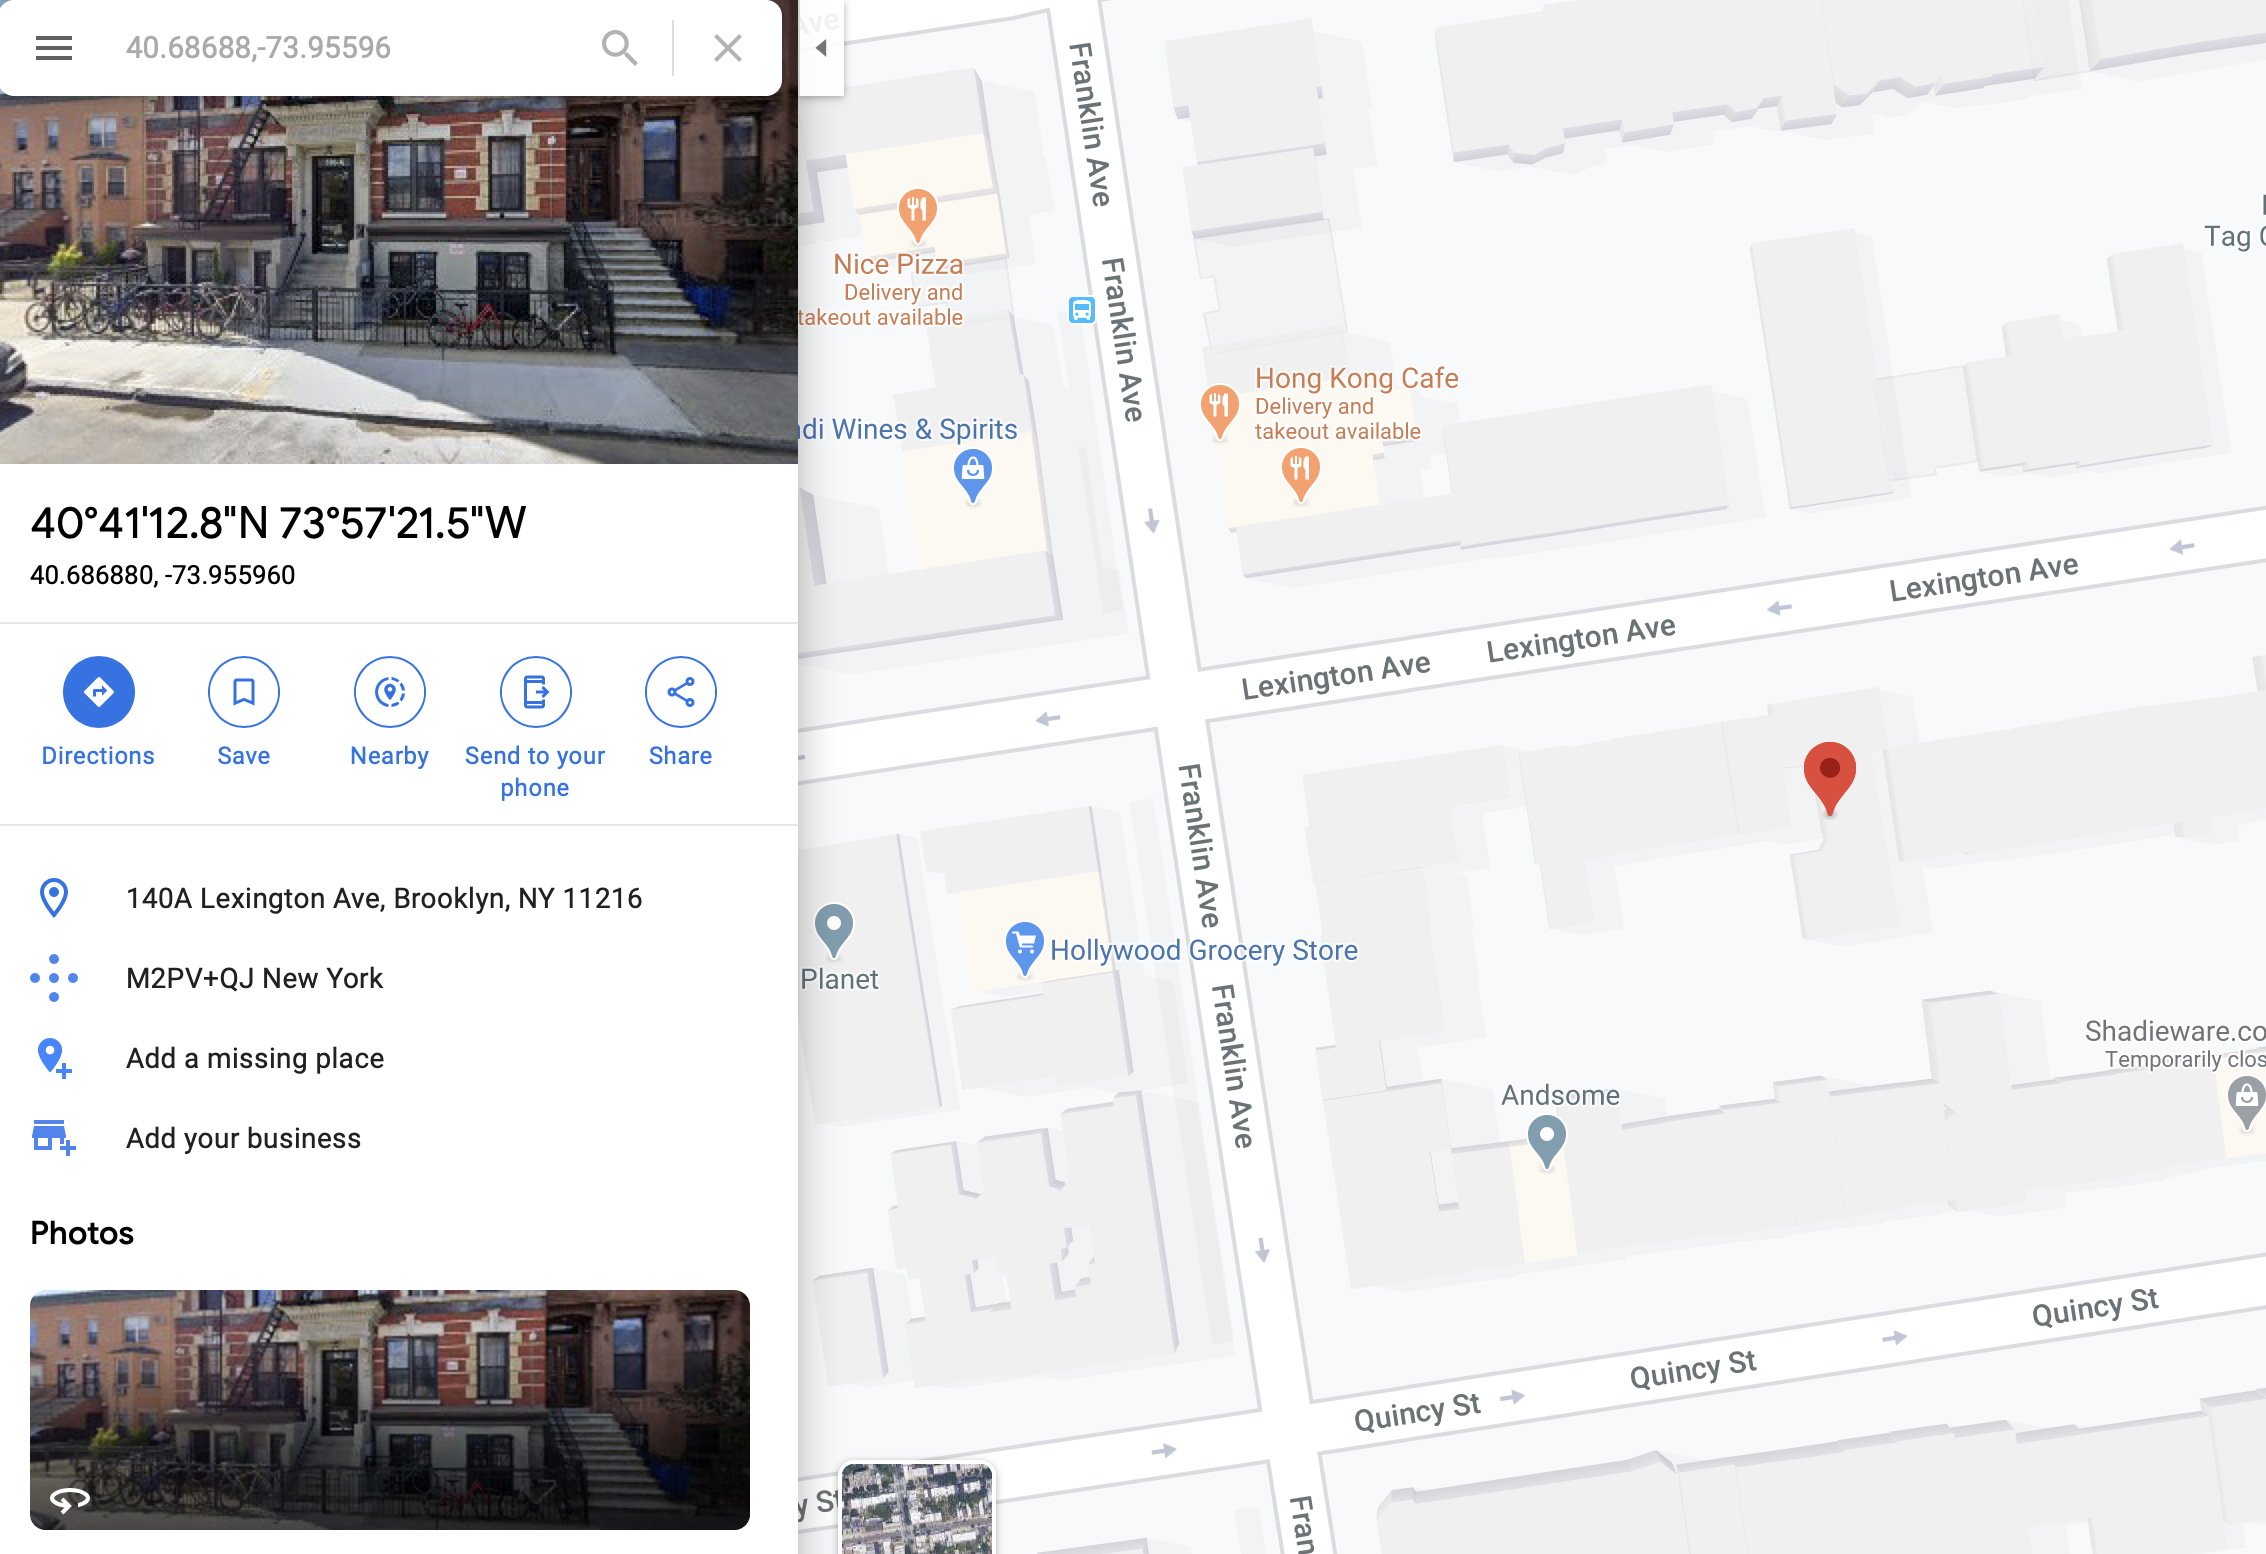 40.68688,-73.95596
40°41'12.8"N 73°57'21.5"W
40.686880, -73.955960
Directions
Save
Nearby
Send to your
phone
Share
140A Lexington Ave, Brooklyn, NY 11216
M2PV+QJ New York
Add a missing place
Add your business
Photos
Ave
Franklin Ave
Franklin Ave
Nice Pizza
Delivery and
takeout available
Hong Kong Cafe
Delivery and
takeout available
di Wines & Spirits
Tag
Lexington Ave
Lexington Ave
Lexington Ave
Franklin Ave
Planet
Hollywood Grocery Store
Franklin Ave
Shadieware.co
Temporarily clos
Andsome
Quincy St
Quincy St
Quincy St
y St
Fran